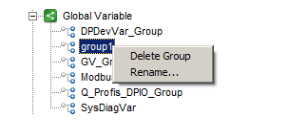 Global Variable
DPDevVar_Group
group1
Delete Group
GV_Gr
Rename...
Modbu
Q_Profis_DPIO_Group
SysDiagVar